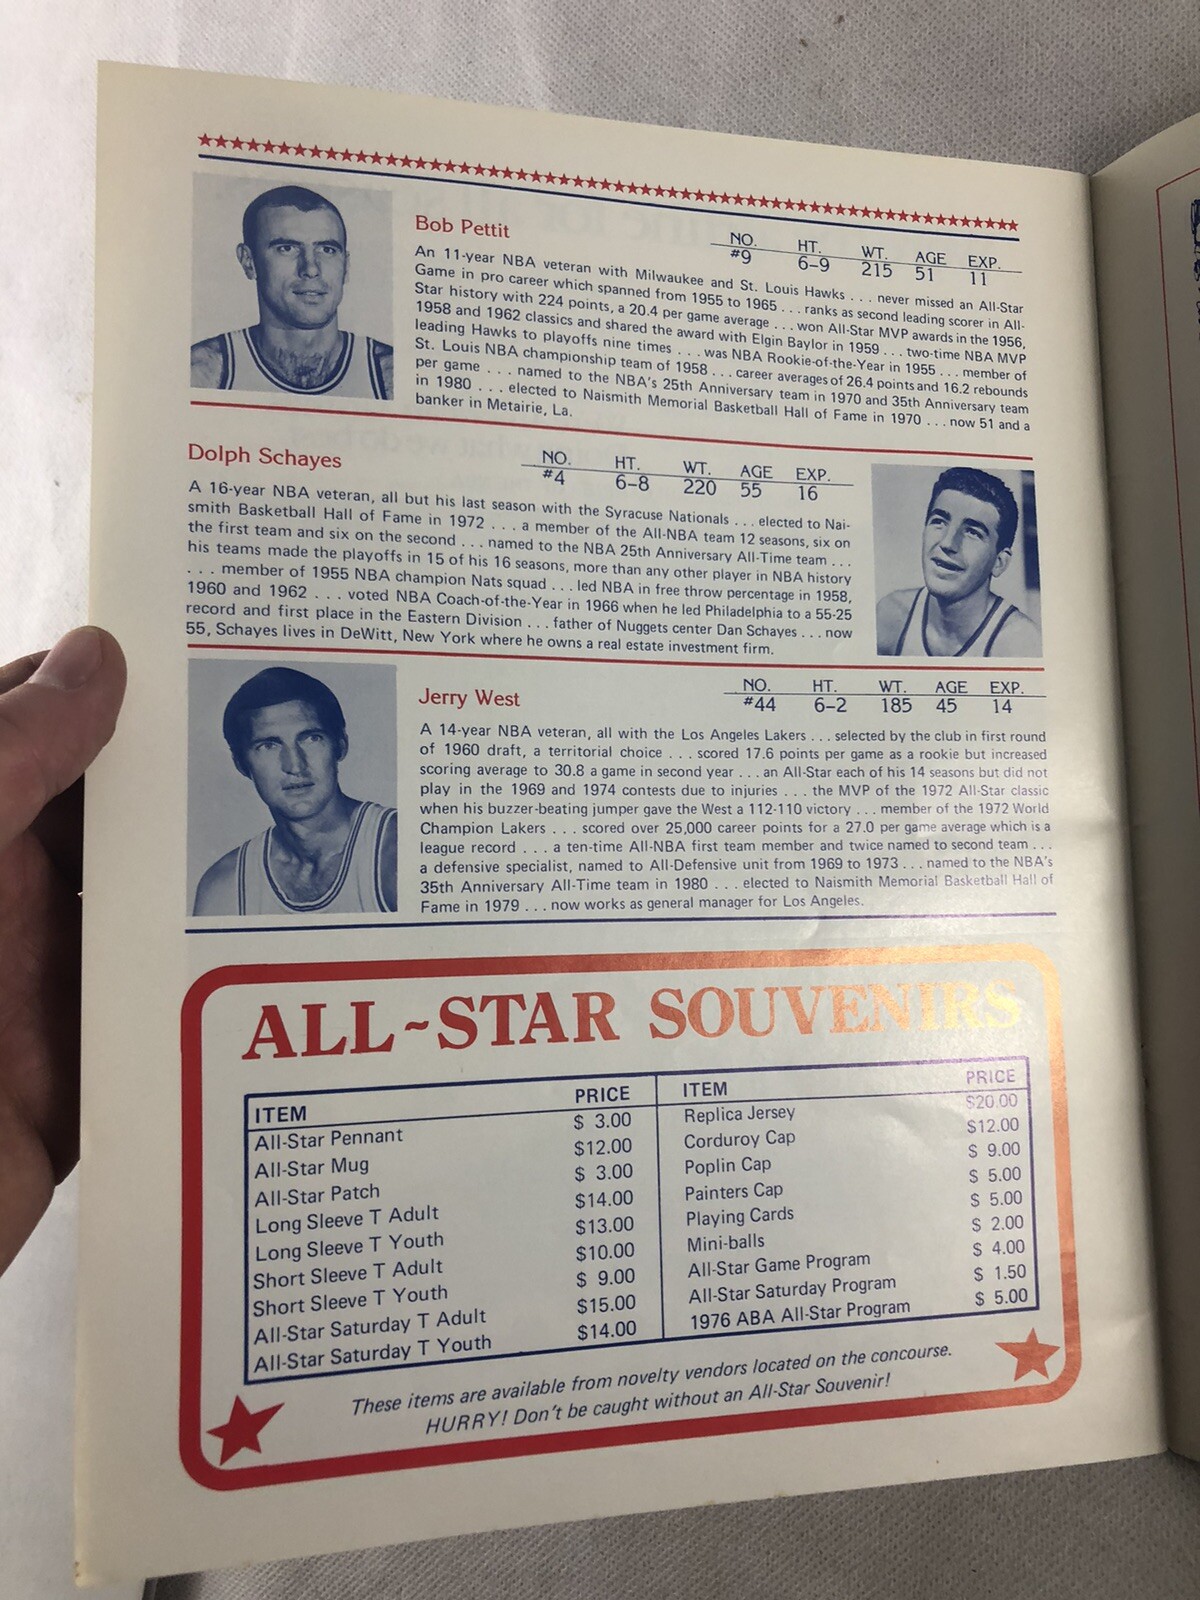 Bob Pettit
NO. HT. WT. AGE EXP.
#9 6-9 215 51 11
An 11-year NBA veteran with Milwaukee and St. Louis Hawks . . . never missed an All-Star
Game in pro career which spanned from 1955 to 1965 . . . ranks as second leading scorer in All-
Star history with 224 points, a 20.4 per game average . . . won All-Star MVP awards in the 1956,
1958 and 1962 classics and shared the award with Elgin Baylor in 1959 . . . two-time NBA MVP
leading Hawks to playoffs nine times . . . was NBA Rookie-of-the-Year in 1955 . . . member of
St. Louis NBA championship team of 1958 . . . career averages of 26.4 points and 16.2 rebounds
per game . . . named to the NBA's 25th Anniversary team in 1970 and 35th Anniversary team
in 1980 . . . elected to Naismith Memorial Basketball Hall of Fame in 1970 . . . now 51 and a
banker in Metairie, La.
Dolph Schayes
NO. HT. WT. AGE EXP.
#4 6-8 220 55 16
A 16-year NBA veteran, all but his last season with the Syracuse Nationals . . . elected to Nai-
smith Basketball Hall of Fame in 1972 . . . a member of the All-NBA team 12 seasons, six on
the first team and six on the second . . . named to the NBA 25th Anniversary All-Time team . . .
his teams made the playoffs in 15 of his 16 seasons, more than any other player in NBA history
. . . member of 1955 NBA champion Nats squad . . . led NBA in free throw percentage in 1958,
1960 and 1962 . . . voted NBA Coach-of-the-Year in 1966 when he led Philadelphia to a 55-25
record and first place in the Eastern Division . . . father of Nuggets center Dan Schayes . . . now
55, Schayes lives in DeWitt, New York where he owns a real estate investment firm.
Jerry West
NO. HT. WT. AGE EXP.
#44 6-2 185 45 14
A 14-year NBA veteran, all with the Los Angeles Lakers . . . selected by the club in first round
of 1960 draft, a territorial choice . . . scored 17.6 points per game as a rookie but increased
scoring average to 30.8 a game in second year . . . an All-Star each of his 14 seasons but did not
play in the 1969 and 1974 contests due to injuries . . . the MVP of the 1972 All-Star classic
when his buzzer-beating jumper gave the West a 112-110 victory . . . member of the 1972 World
Champion Lakers . . . scored over 25,000 career points for a 27.0 per game average which is a
league record . . . a ten-time All-NBA first team member and twice named to second team . . .
a defensive specialist, named to All-Defensive unit from 1969 to 1973 . . . named to the NBA's
35th Anniversary All-Time team in 1980 . . . elected to Naismith Memorial Basketball Hall of
Fame in 1979 . . . now works as general manager for Los Angeles.
ALL-STAR SOUVENIRS
ITEM PRICE
All-Star Pennant $ 3.00
All-Star Mug $12.00
All-Star Patch $ 3.00
Long Sleeve T Adult $14.00
Long Sleeve T Youth $13.00
Short Sleeve T Adult $10.00
Short Sleeve T Youth $ 9.00
All-Star Saturday T Adult $15.00
All-Star Saturday T Youth $14.00
ITEM PRICE
Replica Jersey $20.00
Corduroy Cap $12.00
Poplin Cap $ 9.00
Painters Cap $ 5.00
Playing Cards $ 5.00
Mini-balls $ 2.00
All-Star Game Program $ 4.00
All-Star Saturday Program $ 1.50
1976 ABA All-Star Program $ 5.00
These items are available from novelty vendors located on the concourse.
HURRY! Don't be caught without an All-Star Souvenir!